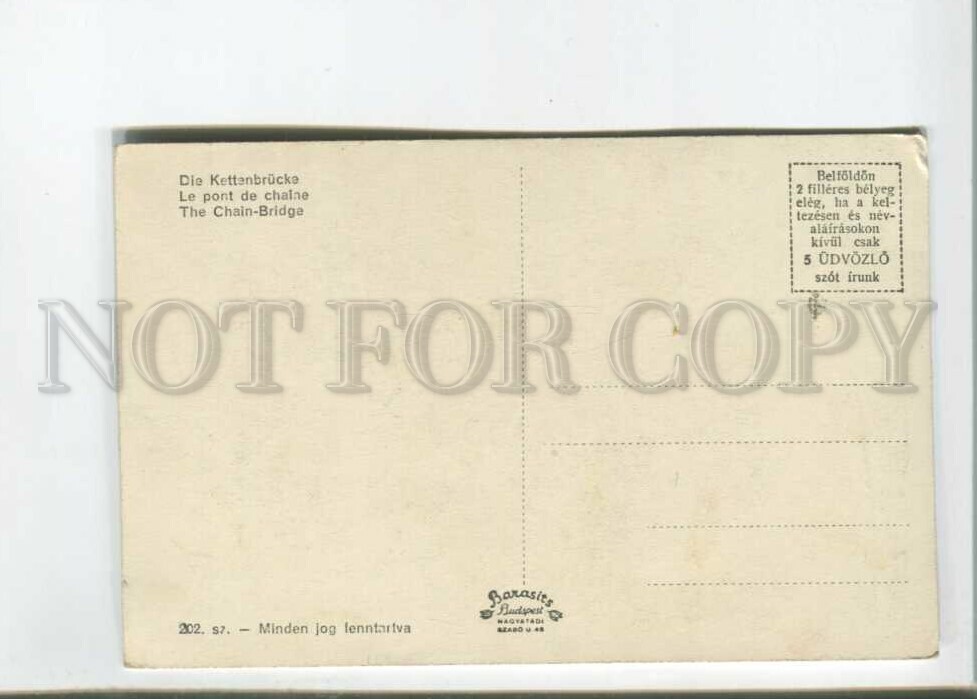 Die Kettenbrücke
Le pont de chaine
The Chain-Bridge
Belföldön
2 filléres bélyeg
elég, ha a kel-
tezésen és név-
aláírásokon
kívül csak
5 ÜDVÖZLŐ
szót írunk
NOT FOR COPY
202. sz. — Minden jog fenntartva
Barasits
Budapest
NAGYATÁDI
SZABÓ U. 48